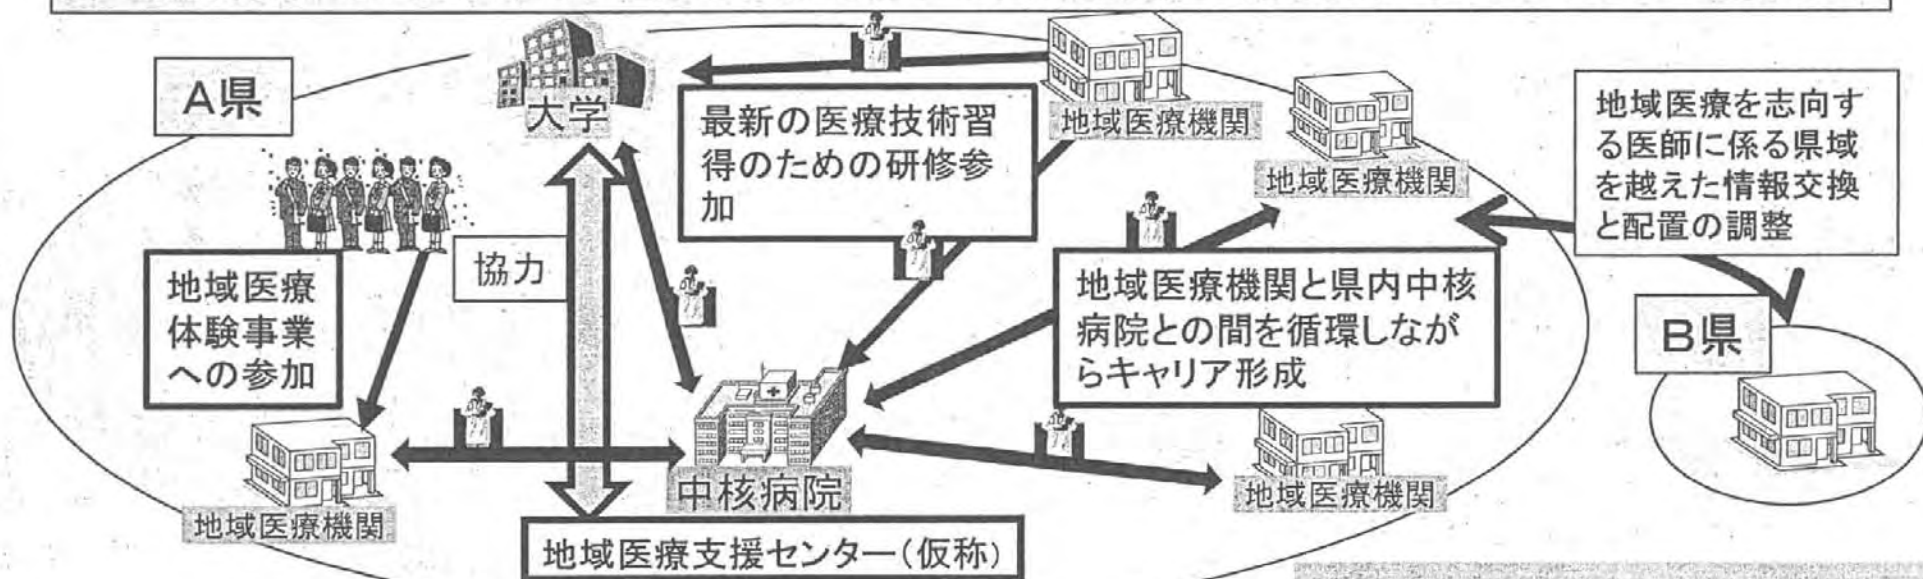 A県
大学
地域医療機関
地域医療機関
最新の医療技術習
得のための研修参
加
地域医療を志向す
る医師に係る県域
を越えた情報交換
と配置の調整
協力
地域医療
体験事業
への参加
地域医療機関と県内中核
病院との間を循環しなが
らキャリア形成
B県
中核病院
地域医療機関
地域医療機関
地域医療支援センター(仮称)